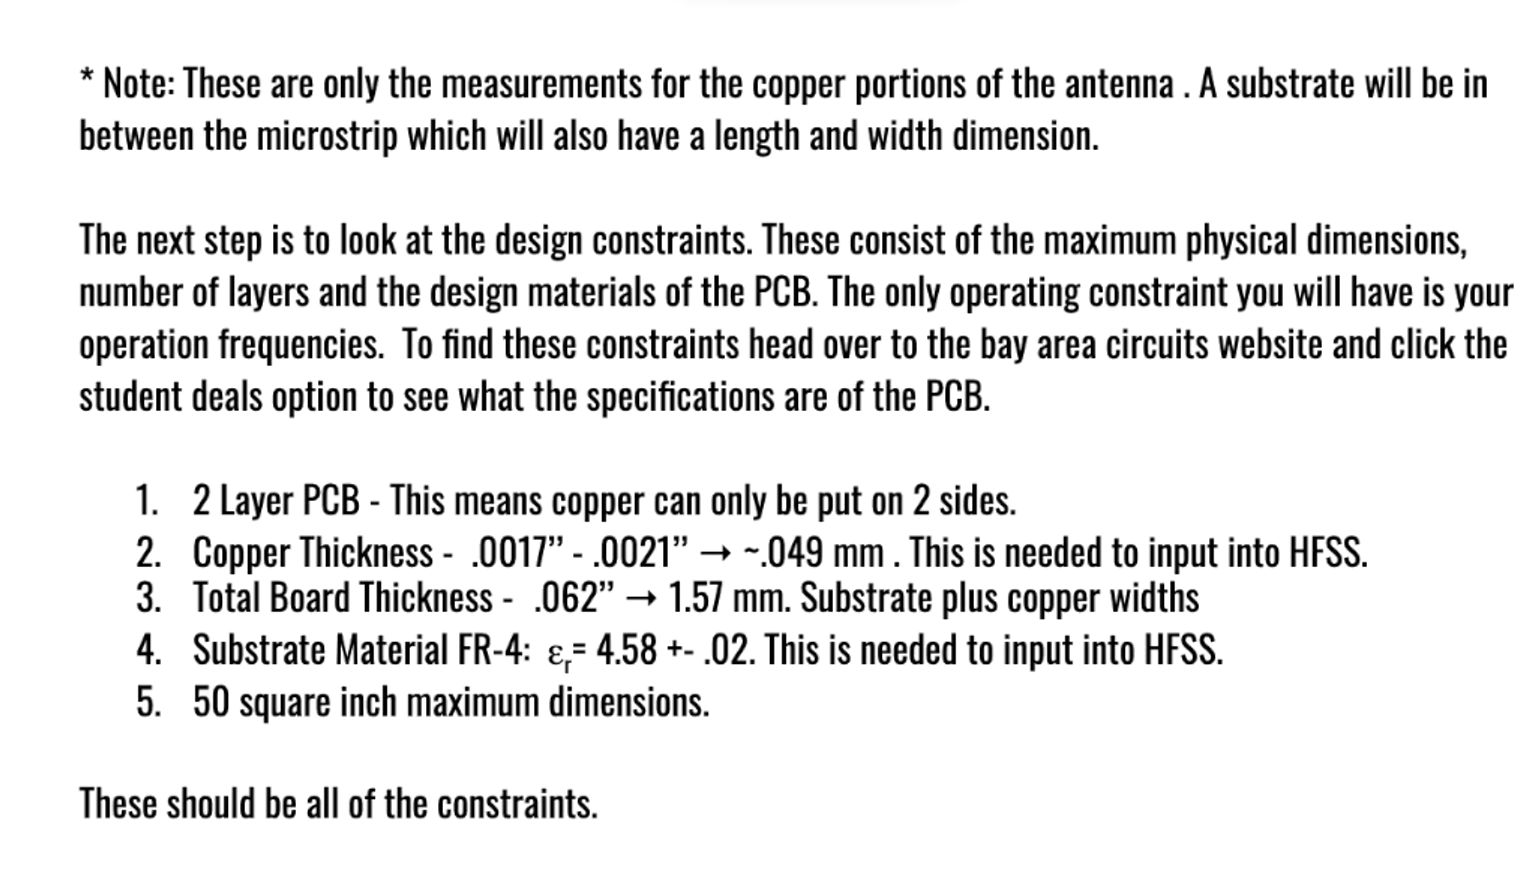 * Note: These are only the measurements for the copper portions of the antenna . A substrate will be in
between the microstrip which will also have a length and width dimension.
The next step is to look at the design constraints. These consist of the maximum physical dimensions,
number of layers and the design materials of the PCB. The only operating constraint you will have is your
operation frequencies.  To find these constraints head over to the bay area circuits website and click the
student deals option to see what the specifications are of the PCB.
1. 2 Layer PCB - This means copper can only be put on 2 sides.
2. Copper Thickness -  .0017” - .0021” → ~.049 mm . This is needed to input into HFSS.
3. Total Board Thickness -  .062” → 1.57 mm. Substrate plus copper widths
4. Substrate Material FR-4:  εr= 4.58 +- .02. This is needed to input into HFSS.
5. 50 square inch maximum dimensions.
These should be all of the constraints.